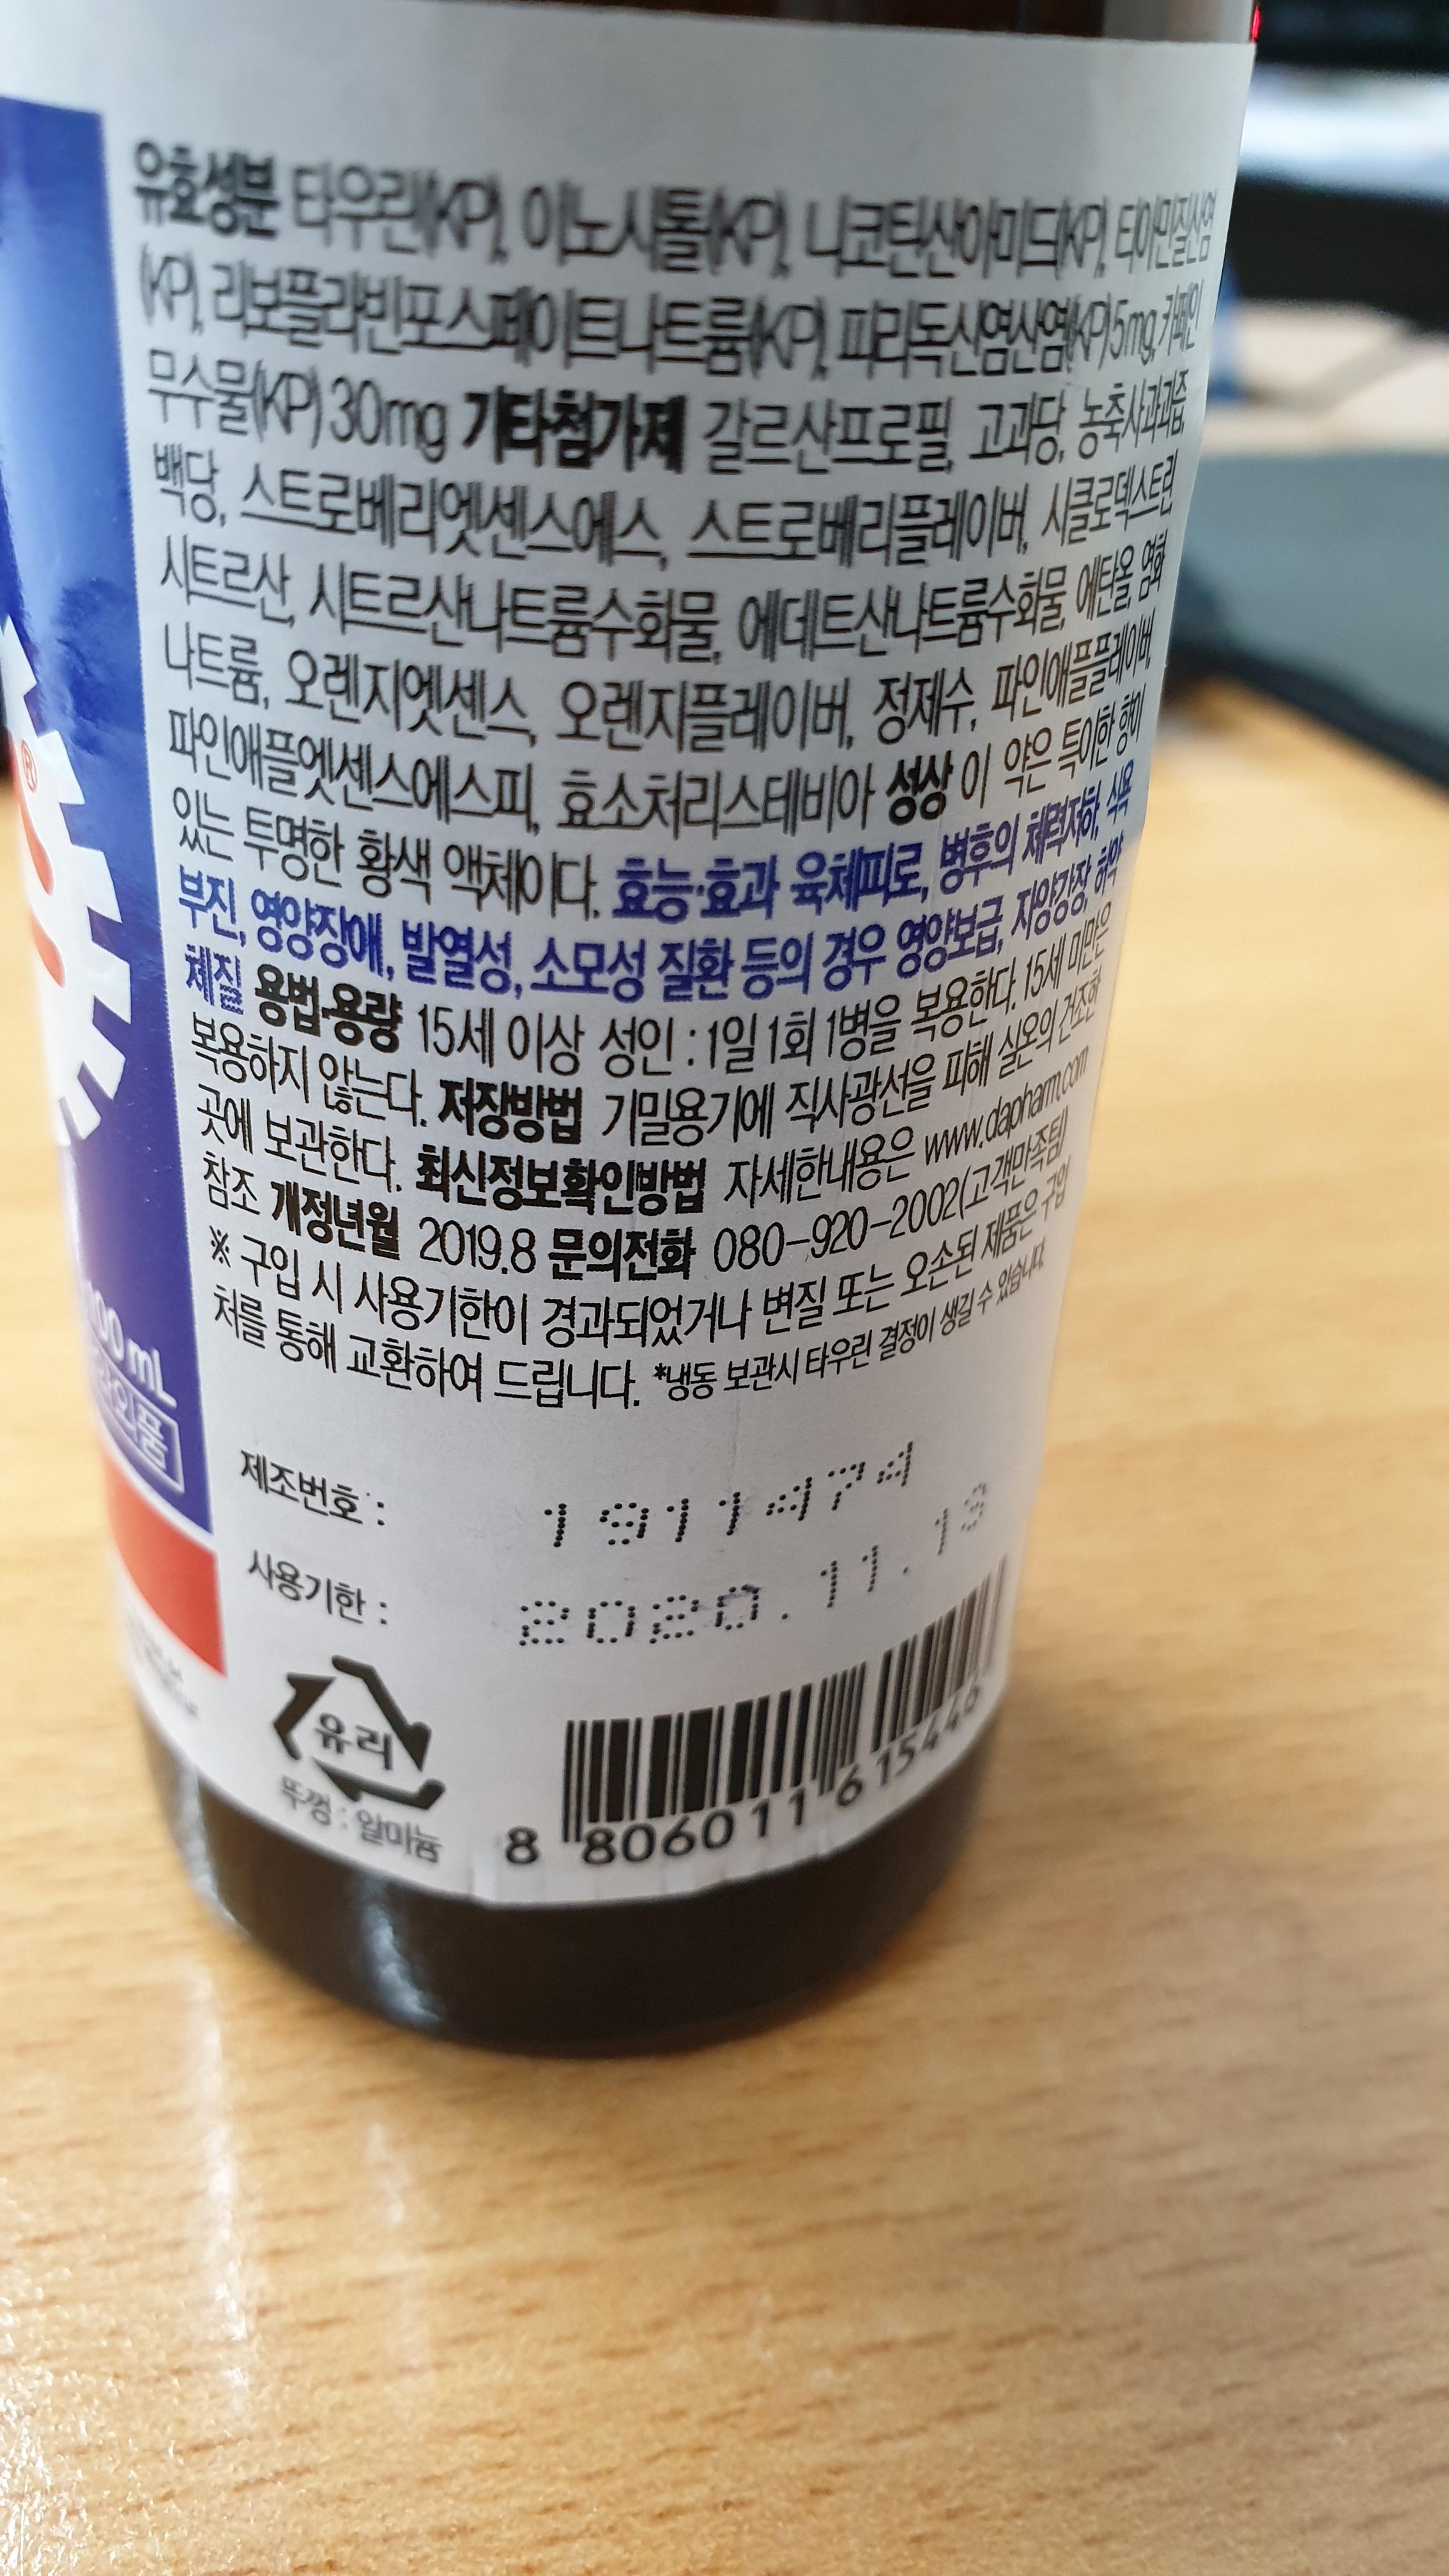 유효성분 타우린(KP), 이노시톨(KP), 니코틴산아미드(KP), 티아민질산염
(KP), 리보플라빈포스페이트나트륨(KP), 피리독신염산염(KP) 5mg, 카페인
무수물(KP) 30mg 기타첨가제 갈르산프로필, 고과당, 농축사과과즙,
백당, 스트로베리엣센스에스, 스트로베리플레이버, 시클로덱스트린
시트르산, 시트르산나트륨수화물, 에데트산나트륨수화물, 에탄올, 염화
나트륨, 오렌지엣센스, 오렌지플레이버, 정제수, 파인애플플레이버,
파인애플엣센스에스피, 효소처리스테비아 성상 이 약은 특이한 향이
있는 투명한 황색 액체이다. 효능·효과 육체피로, 병후의 체력저하, 식욕
부진, 영양장애, 발열성, 소모성 질환 등의 경우 영양보급, 자양강장, 허약
체질 용법·용량 15세 이상 성인 : 1일 1회 1병을 복용한다. 15세 미만은
복용하지 않는다. 저장방법 기밀용기에 직사광선을 피해 실온의 건조한
곳에 보관한다. 최신정보확인방법 자세한내용은 www.dapharm.com
참조 개정년월 2019.8 문의전화 080-920-2002(고객만족팀)
※ 구입 시 사용기한이 경과되었거나 변질 또는 오손된 제품은 구입
처를 통해 교환하여 드립니다. *냉동 보관시 타우린 결정이 생길 수 있습니다.
제조번호 : 1911474
사용기한 : 2020.11.13
유리
뚜껑 : 알미늄
8 806011 615446
®
100mL
외품